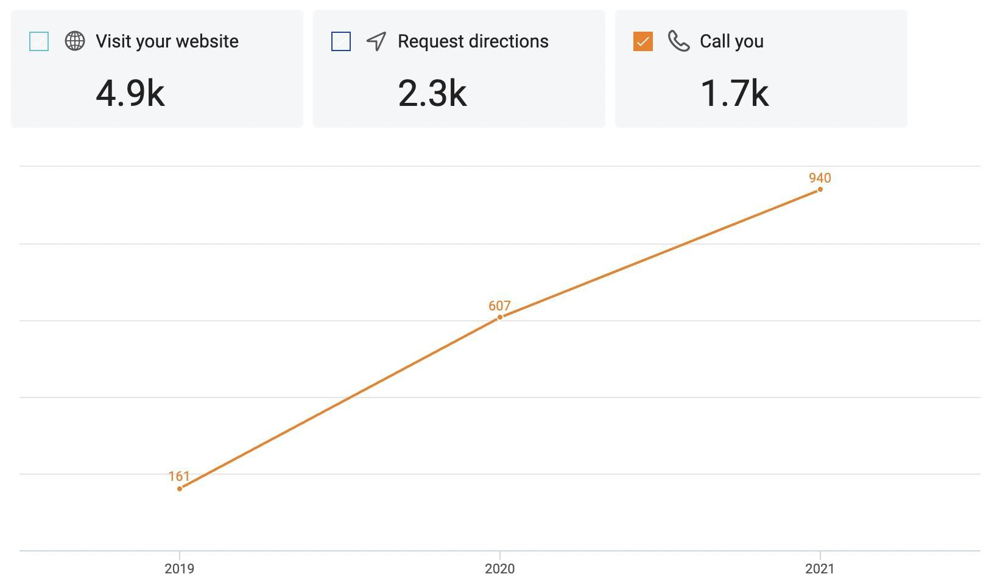 Visit your website
4.9k
Request directions
2.3k
Call you
1.7k
940
607
161
2019
2020
2021